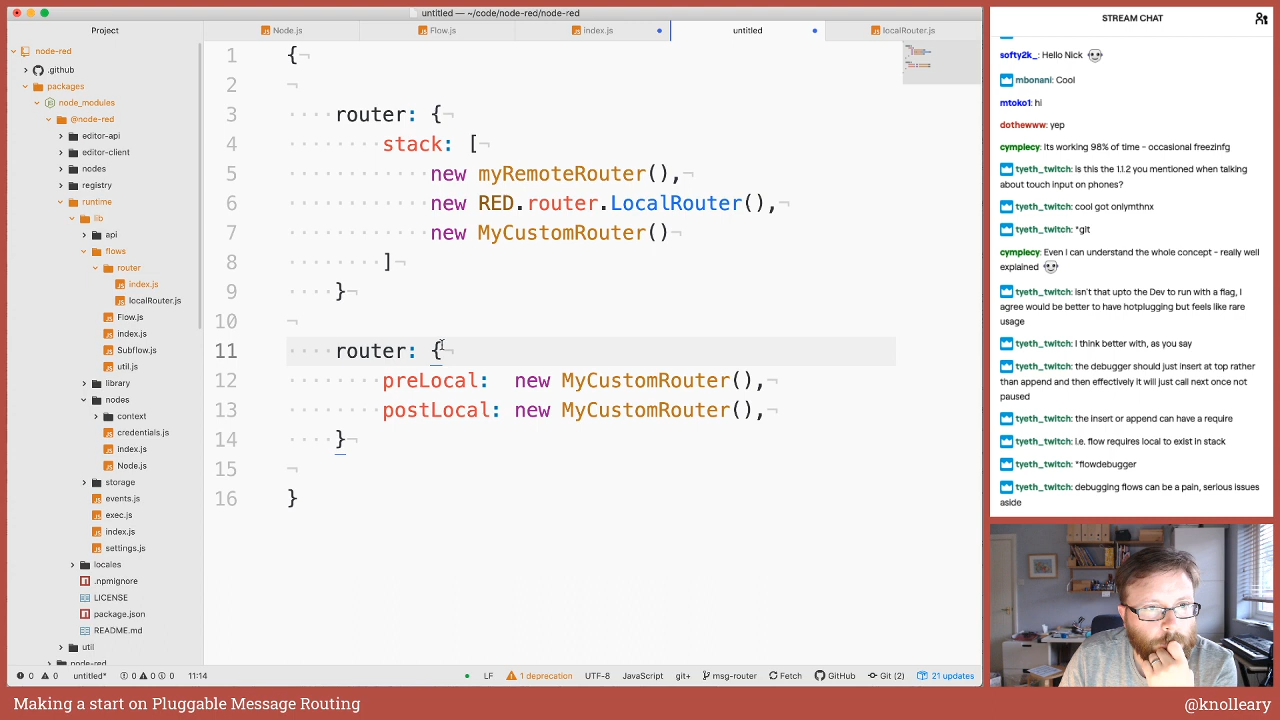 untitled — ~/code/node-red/node-red
Project
Node.js
Flow.js
index.js
untitled
localRouter.js
node-red
.github
packages
node_modules
@node-red
editor-api
editor-client
nodes
registry
runtime
lib
api
flows
router
index.js
localRouter.js
Flow.js
index.js
Subflow.js
util.js
library
nodes
context
credentials.js
index.js
Node.js
storage
events.js
exec.js
index.js
settings.js
locales
.npmignore
LICENSE
package.json
README.md
util
node-red
1 {¬
2 ¬
3 ····router: {¬
4 ········stack: [¬
5 ············new myRemoteRouter(),¬
6 ············new RED.router.LocalRouter(),¬
7 ············new MyCustomRouter()¬
8 ········]¬
9 ····}¬
10 ¬
11 ····router: {¬
12 ········preLocal:  new MyCustomRouter(),¬
13 ········postLocal: new MyCustomRouter(),¬
14 ····}¬
15 ¬
16 }
0 0 untitled* 0 0 0 11:14
LF 1 deprecation UTF-8 JavaScript git+ msg-router Fetch GitHub Git (2) 21 updates
STREAM CHAT
softy2k_: Hello Nick
mbonani: Cool
mtoko1: hi
dothewww: yep
cymplecy: Its working 98% of time - occasional freezinfg
tyeth_twitch: is this the 1.1.2 you mentioned when talking
about touch input on phones?
tyeth_twitch: cool got onlymthnx
tyeth_twitch: *git
cymplecy: Even i can understand the whole concept - really well
explained
tyeth_twitch: isn't that upto the Dev to run with a flag, I
agree would be better to have hotplugging but feels like rare
usage
tyeth_twitch: I think better with, as you say
tyeth_twitch: the debugger should just insert at top rather
than append and then effectively it will just call next once not
paused
tyeth_twitch: the insert or append can have a require
tyeth_twitch: i.e. flow requires local to exist in stack
tyeth_twitch: *flowdebugger
tyeth_twitch: debugging flows can be a pain, serious issues
aside
Making a start on Pluggable Message Routing
@knolleary